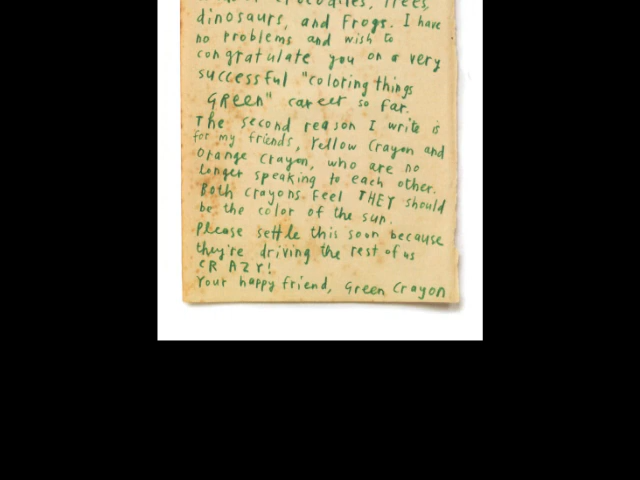 crocodiles, trees,
dinosaurs, and frogs. I have
no problems and wish to
congratulate you on a very
successful "coloring things
GREEN" career so far.
The second reason I write is
for my friends, Yellow Crayon and
Orange Crayon, who are no
longer speaking to each other.
Both crayons feel THEY should
be the color of the sun.
please settle this soon because
they're driving the rest of us
CRAZY!
Your happy friend, Green Crayon